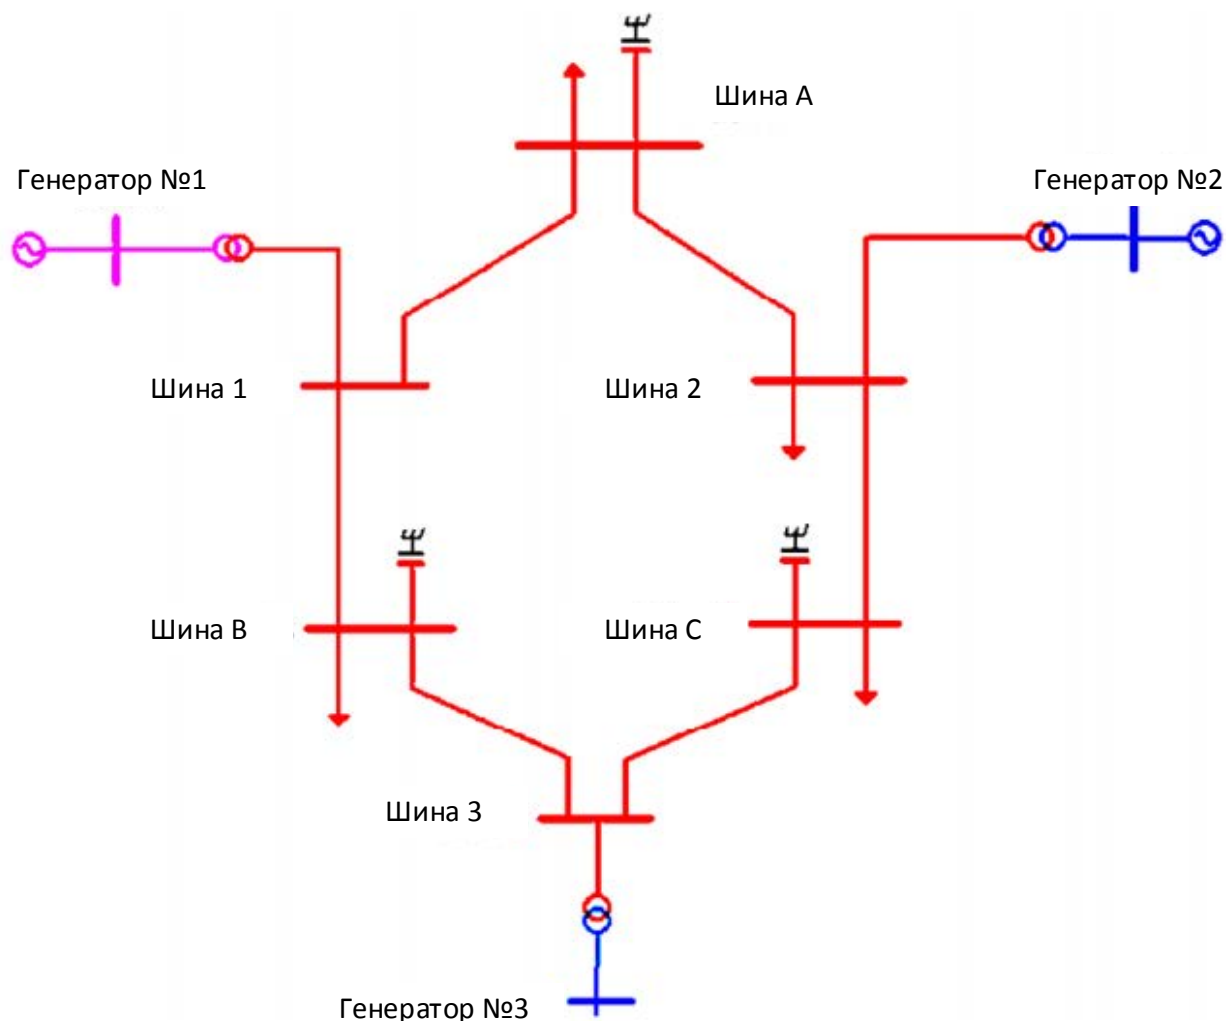 Шина A
Генератор №1
Генератор №2
Шина 1
Шина 2
Шина B
Шина C
Шина 3
Генератор №3